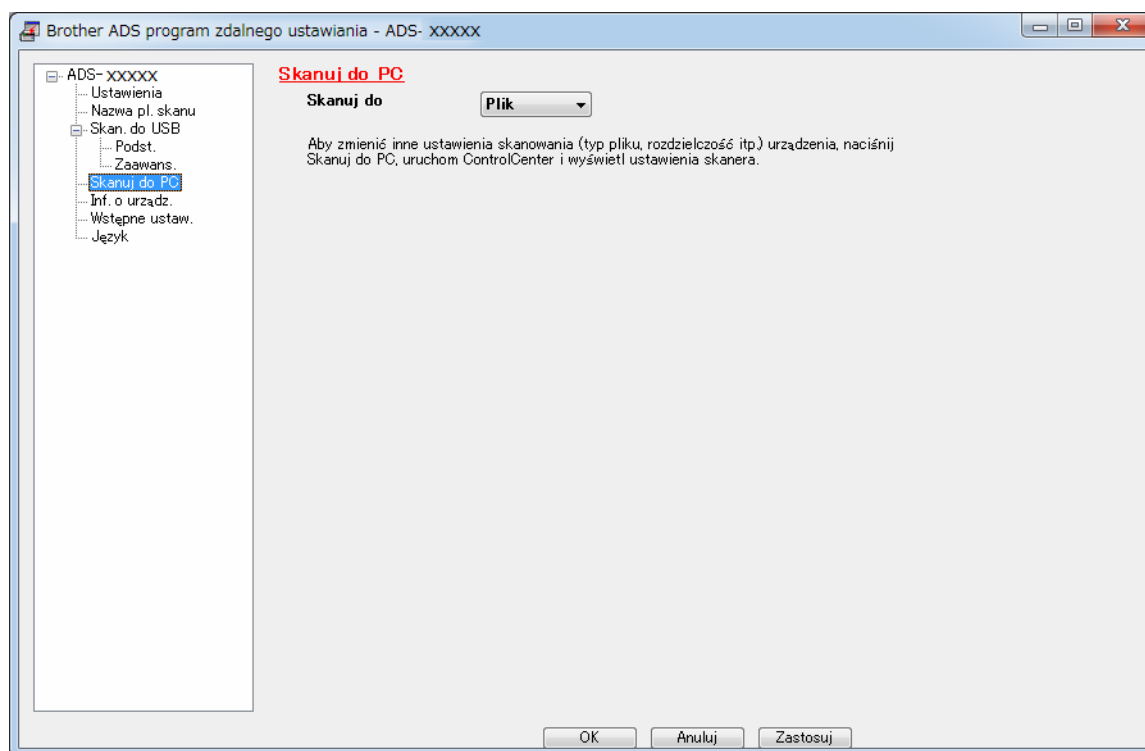 Brother ADS program zdalnego ustawiania - ADS- XXXXX
ADS- XXXXX
Ustawienia
Nazwa pl. skanu
Skan. do USB
Podst.
Zaawans.
Skanuj do PC
Inf. o urządz.
Wstępne ustaw.
Język
Skanuj do PC
Skanuj do Plik
Aby zmienić inne ustawienia skanowania (typ pliku, rozdzielczość itp.) urządzenia, naciśnij
Skanuj do PC, uruchom ControlCenter i wyświetl ustawienia skanera.
OK Anuluj Zastosuj